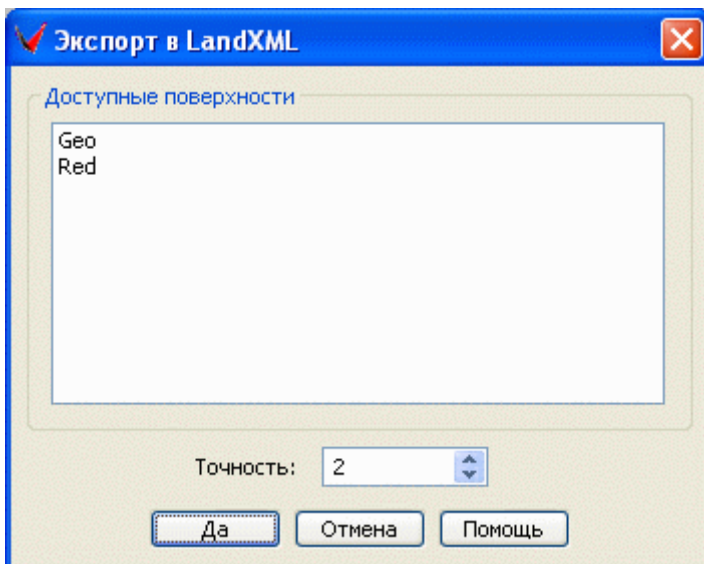 Экспорт в LandXML
Доступные поверхности
Geo
Red
Точность: 2
Да Отмена Помощь